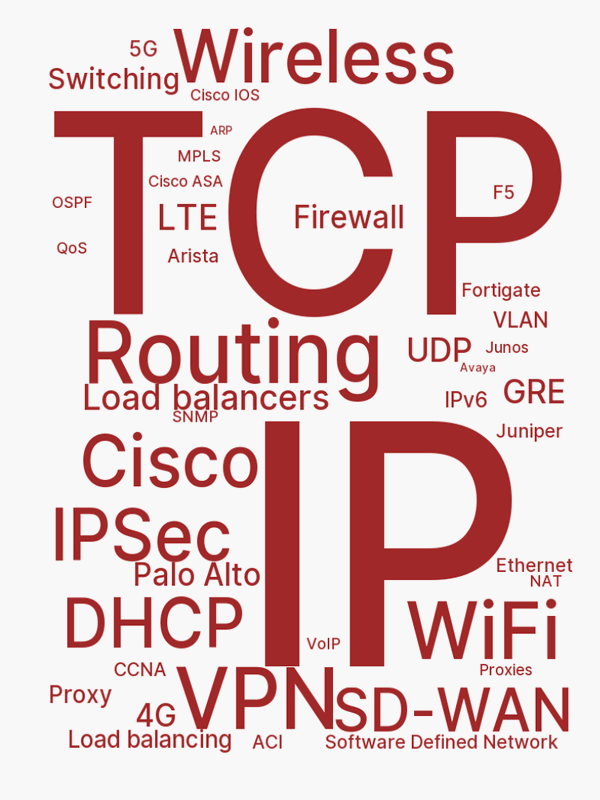 5G
Wireless
Switching
Cisco IOS
TCP
ARP
MPLS
Cisco ASA
F5
OSPF
LTE
Firewall
QoS
Arista
Fortigate
VLAN
Routing
UDP
Junos
Avaya
Load balancers
IPv6
GRE
SNMP
IP
Juniper
Cisco
IPSec
Ethernet
Palo Alto
NAT
DHCP
WiFi
VoIP
CCNA
Proxies
Proxy
VPN
4G
SD-WAN
Load balancing
ACI
Software Defined Network